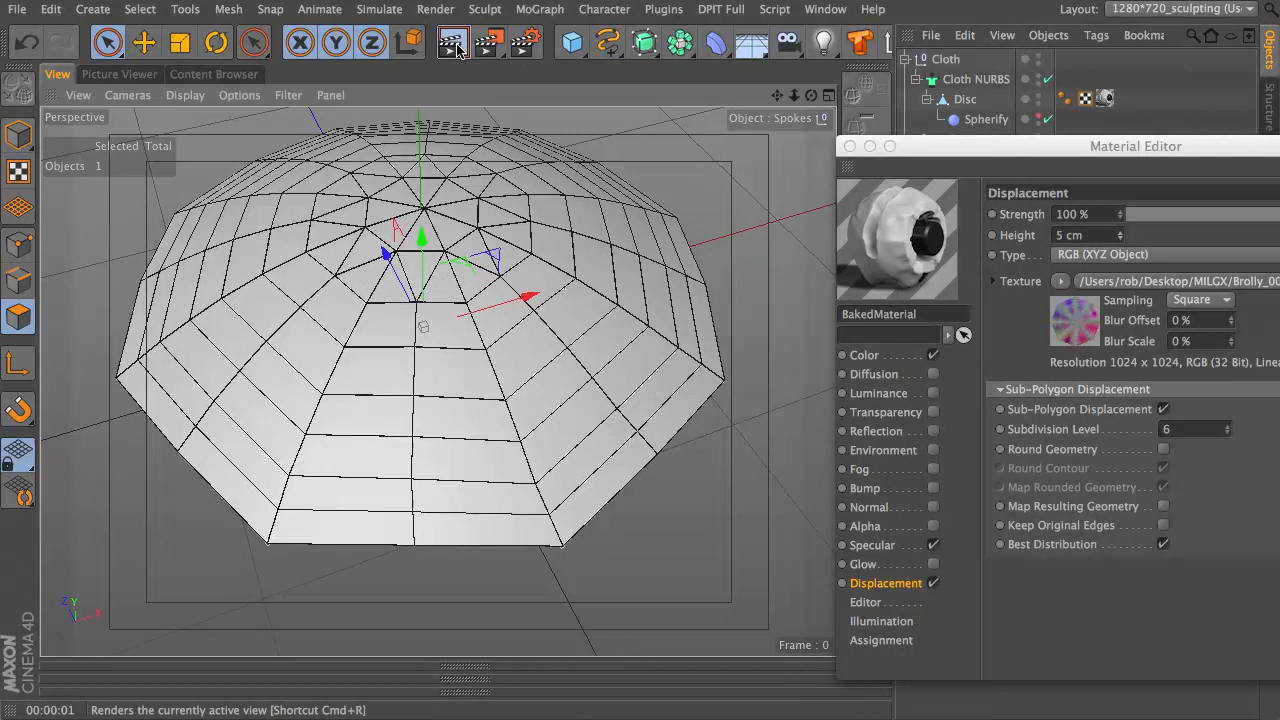 File Edit Create Select Tools Mesh Snap Animate Simulate Render Sculpt MoGraph Character Plugins DPIT Full Script Window Help Layout: 1280*720_sculpting (Us
X Y Z
File Edit View Objects Tags Bookma
View Picture Viewer Content Browser
View Cameras Display Options Filter Panel
Cloth
Cloth NURBS
Disc
Spherify
Objects
Structure
Perspective
Object : Spokes
Selected Total
Objects 1
Material Editor
BakedMaterial
Color
Diffusion
Luminance
Transparency
Reflection
Environment
Fog
Bump
Normal
Alpha
Specular
Glow
Displacement
Editor
Illumination
Assignment
Displacement
Strength 100 %
Height 5 cm
Type RGB (XYZ Object)
Texture /Users/rob/Desktop/MILGX/Brolly_00
Sampling Square
Blur Offset 0 %
Blur Scale 0 %
Resolution 1024 x 1024, RGB (32 Bit), Line
Sub-Polygon Displacement
Sub-Polygon Displacement
Subdivision Level 6
Round Geometry
Round Contour
Map Rounded Geometry
Map Resulting Geometry
Keep Original Edges
Best Distribution
Z Y X
Frame : 0
MAXON
CINEMA 4D
00:00:01 Renders the currently active view [Shortcut Cmd+R]